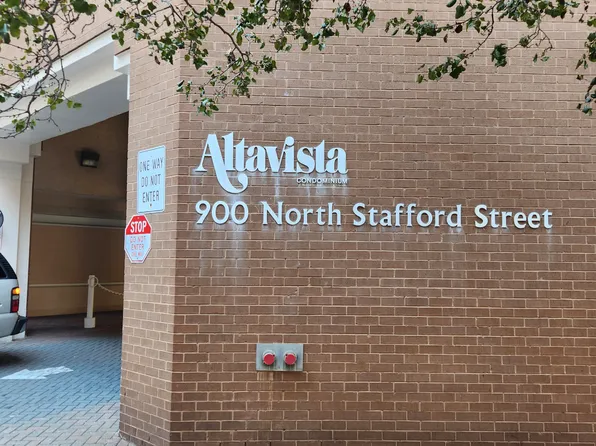 ONE WAY
DO NOT
ENTER
Altavista
CONDOMINIUM
900 North Stafford Street
STOP
DO NOT
ENTER